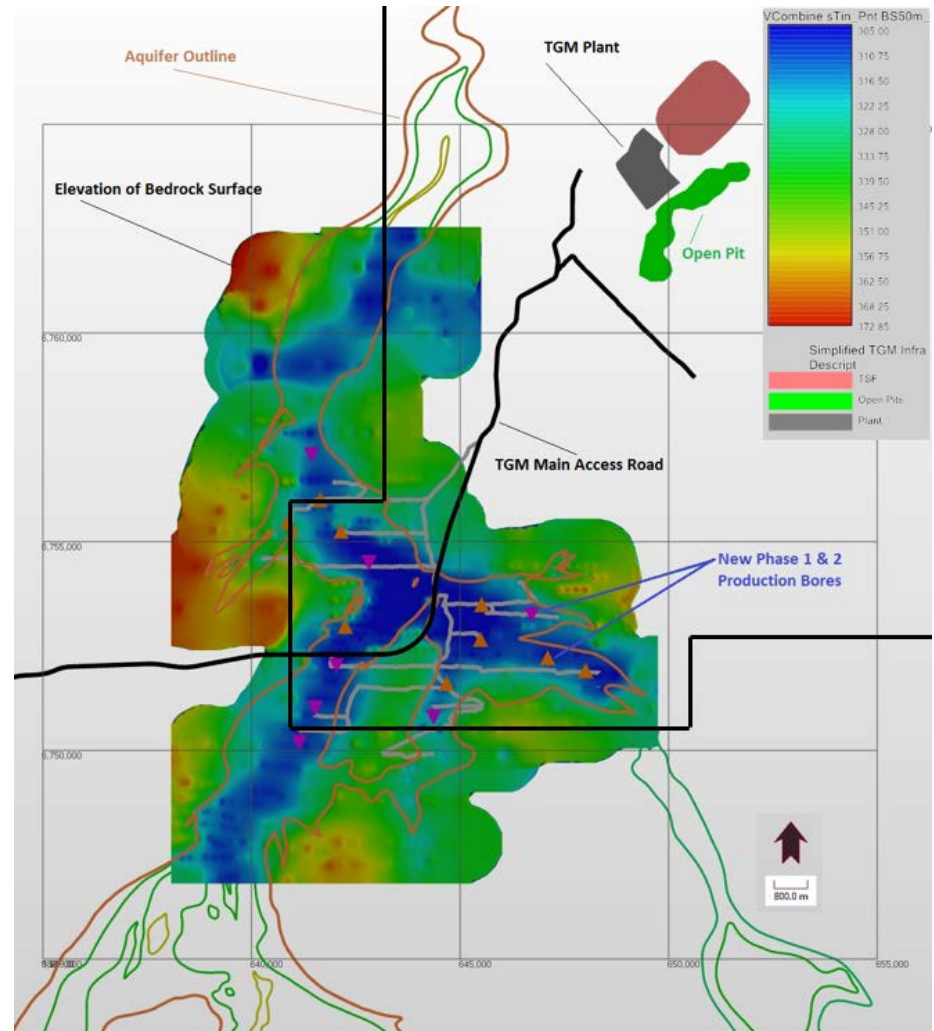 VCombine sTin_Pnt BS50m_
305.00
310.75
316.50
322.25
328.00
333.75
339.50
345.25
351.00
356.75
362.50
368.25
372.85
Simplified TGM Infra
Descript
TSF
Open Pits
Plant
TGM Plant
Aquifer Outline
Elevation of Bedrock Surface
Open Pit
6,760,000
TGM Main Access Road
6,755,000
New Phase 1 & 2
Production Bores
6,750,000
800.0 m
640,000
645,000
650,000
655,000